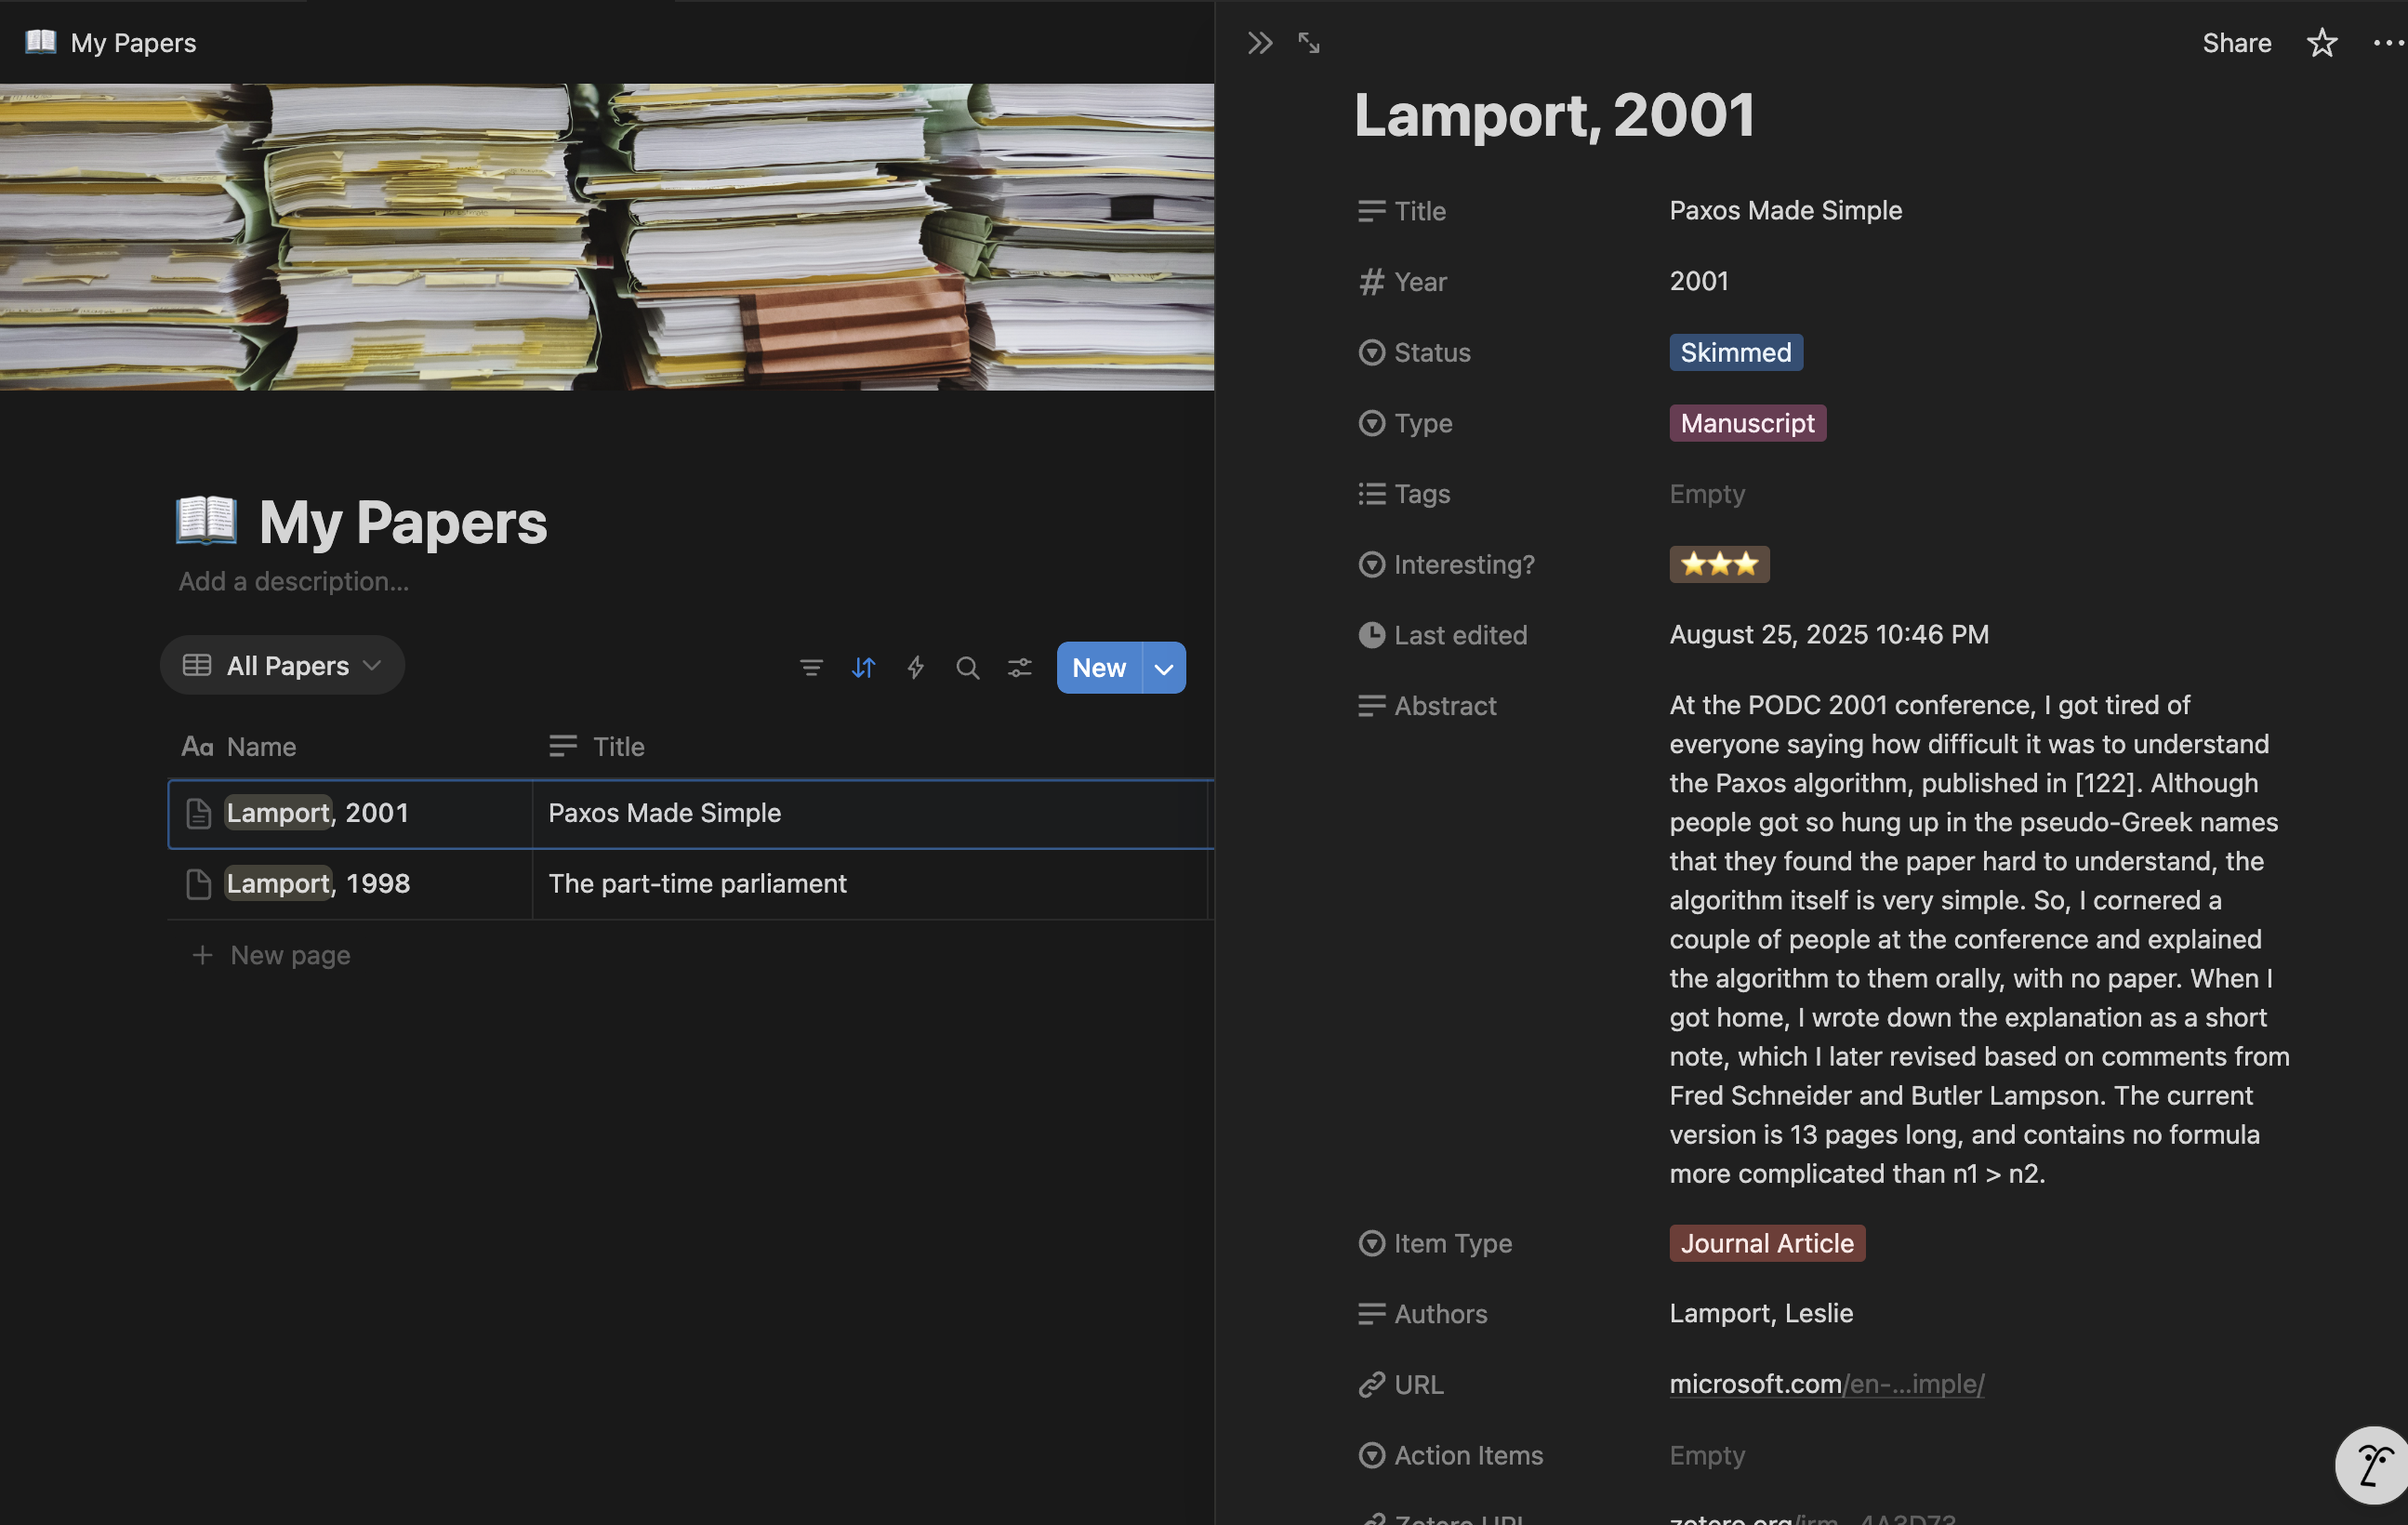 My Papers
My Papers
Add a description...
All Papers
New
Aa Name
Title
Lamport, 2001
Paxos Made Simple
Lamport, 1998
The part-time parliament
New page
Share
Lamport, 2001
Title
Paxos Made Simple
Year
2001
Status
Skimmed
Type
Manuscript
Tags
Empty
Interesting?
Last edited
August 25, 2025 10:46 PM
Abstract
At the PODC 2001 conference, I got tired of
everyone saying how difficult it was to understand
the Paxos algorithm, published in [122]. Although
people got so hung up in the pseudo-Greek names
that they found the paper hard to understand, the
algorithm itself is very simple. So, I cornered a
couple of people at the conference and explained
the algorithm to them orally, with no paper. When I
got home, I wrote down the explanation as a short
note, which I later revised based on comments from
Fred Schneider and Butler Lampson. The current
version is 13 pages long, and contains no formula
more complicated than n1 > n2.
Item Type
Journal Article
Authors
Lamport, Leslie
URL
microsoft.com/en-...imple/
Action Items
Empty
Zotero URL